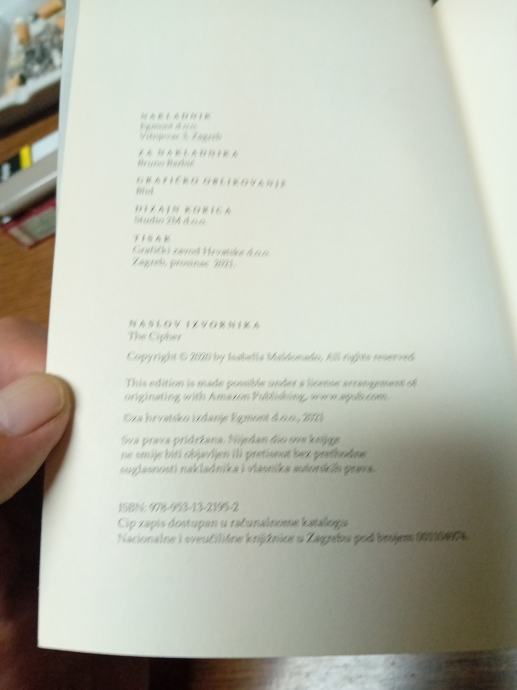 NAKLADNIK
Egmont d.o.o.
Višnjevac 3, Zagreb
ZA NAKLADNIKA
Bruno Barbić
GRAFIČKO OBLIKOVANJE
Blid
DIZAJN KORICA
Studio 2M d.o.o.
TISAK
Grafički zavod Hrvatske d.o.o.
Zagreb, prosinac 2021.
NASLOV IZVORNIKA
The Cipher
Copyright © 2020 by Isabella Maldonado. All rights reserved
This edition is made possible under a license arrangement of
originating with Amazon Publishing, www.apub.com.
©za hrvatsko izdanje Egmont d.o.o., 2021
Sva prava pridržana. Nijedan dio ove knjige
ne smije biti objavljen ili pretisnut bez prethodne
suglasnosti nakladnika i vlasnika autorskih prava.
ISBN: 978-953-13-2195-2
Cip zapis dostupan u računalnome katalogu
Nacionalne i sveučilišne knjižnice u Zagrebu pod brojem